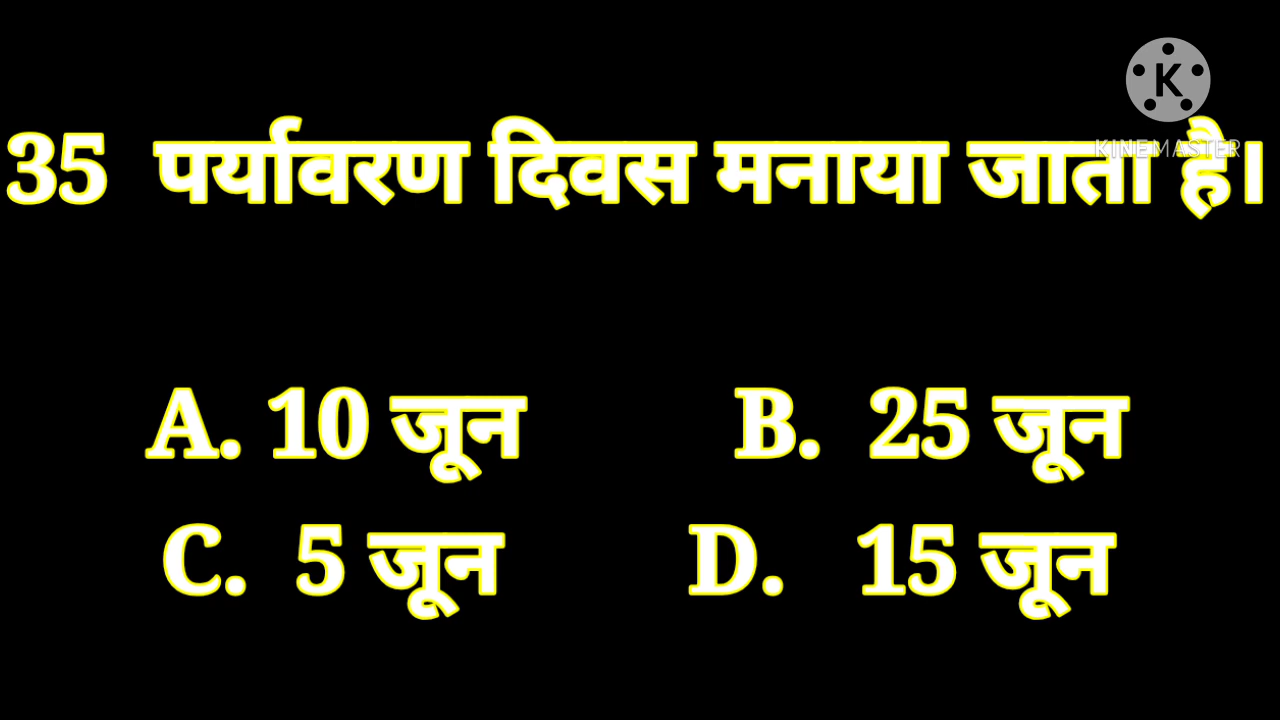 35 पर्यावरण दिवस मनाया जाता है।
KINEMASTER
A. 10 जून B. 25 जून
C. 5 जून D. 15 जून